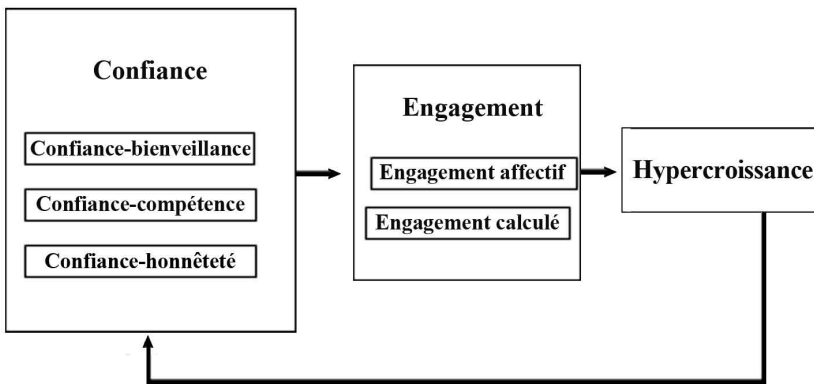 Confiance
Confiance-bienveillance
Confiance-compétence
Confiance-honnêteté
Engagement
Engagement affectif
Engagement calculé
Hypercroissance